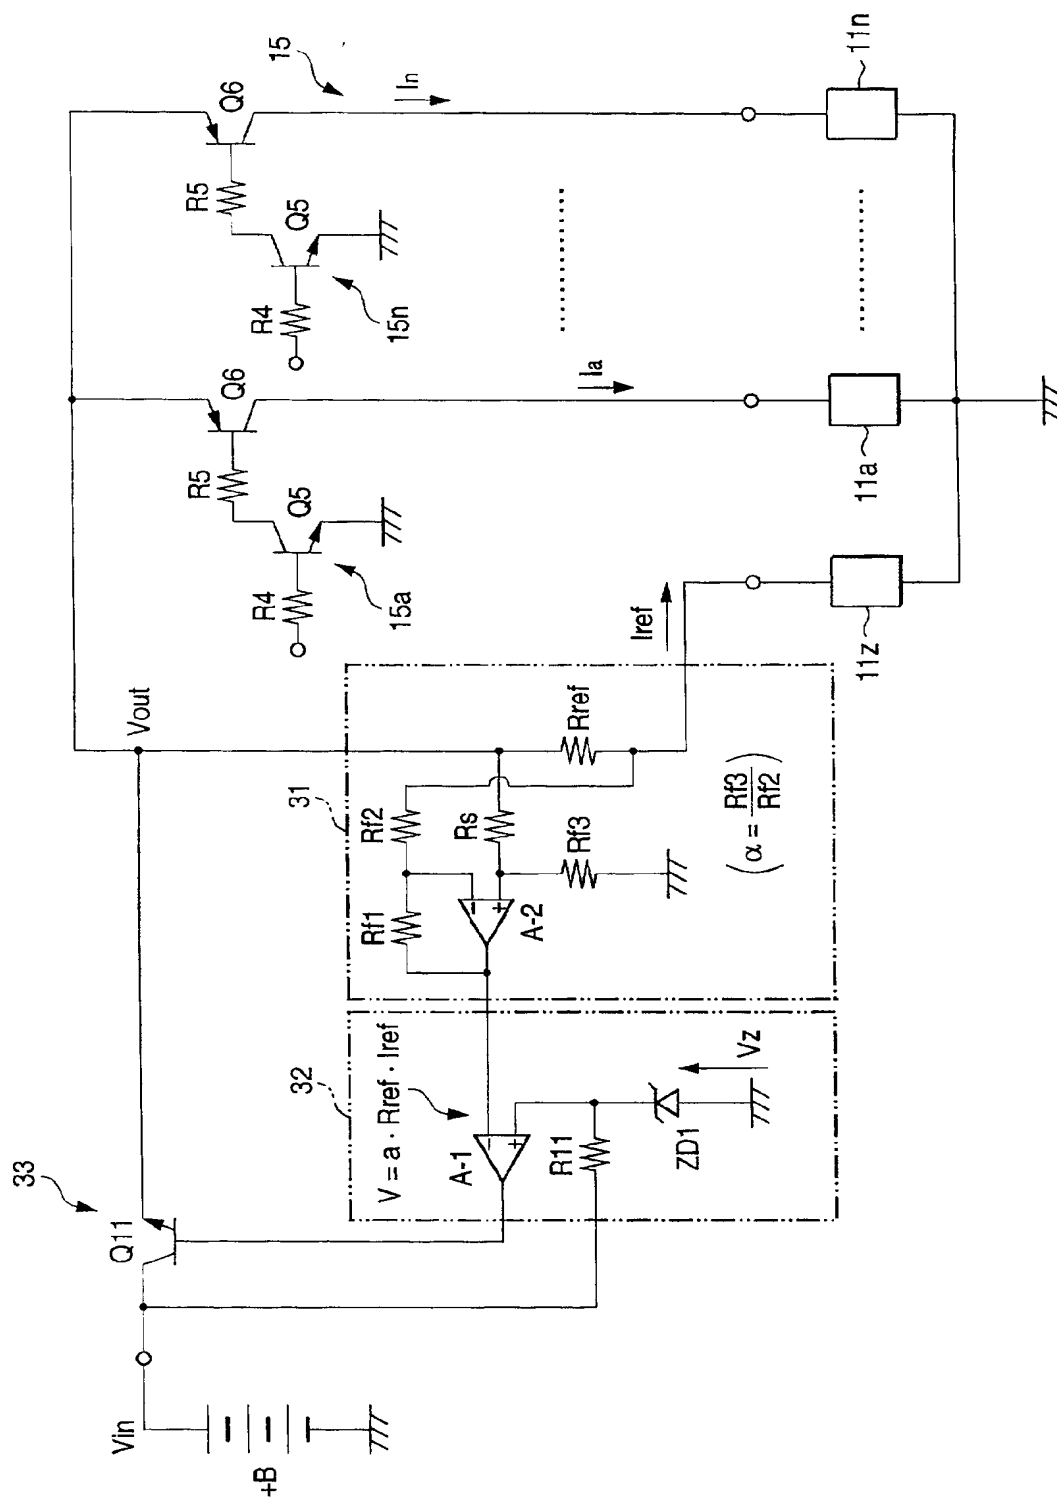 33
Vin
+B
Q11
Vout
32
V = a · Rref · Iref
A-1
R11
ZD1
Vz
31
Rf1
Rf2
Rs
A-2
Rf3
Rref
(α = Rf3
Rf2)
Iref
11z
15
R4
Q5
R5
Q6
15a
Ia
11a
R4
Q5
R5
Q6
15n
In
11n